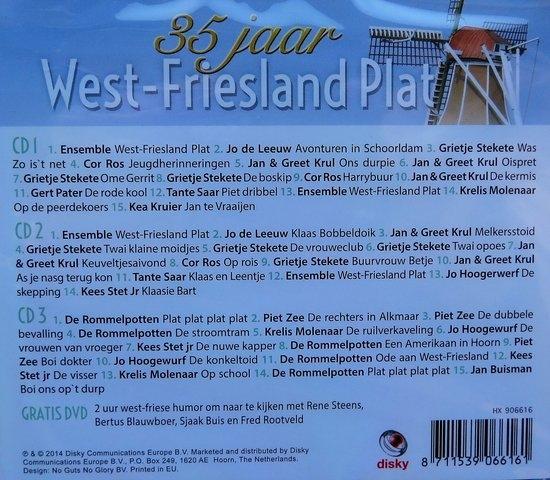 35 jaar
West-Friesland Plat
CD 1 1. Ensemble West-Friesland Plat 2. Jo de Leeuw Avonturen in Schoorldam 3. Grietje Stekete Was
Zo is`t net 4. Cor Ros Jeugdherinneringen 5. Jan & Greet Krul Ons durpie 6. Jan & Greet Krul Oispret
7. Grietje Stekete Ome Gerrit 8. Grietje Stekete De boskip 9. Cor Ros Harrybuur 10. Jan & Greet Krul De kermis
11. Gert Pater De rode kool 12. Tante Saar Piet dribbel 13. Ensemble West-Friesland Plat 14. Krelis Molenaar
Op de peerdekoers 15. Kea Kruier Jan te Vraaijen
CD 2 1. Ensemble West-Friesland Plat 2. Jo de Leeuw Klaas Bobbeldoik 3. Jan & Greet Krul Melkersstoid
4. Grietje Stekete Twai klaine moidjes 5. Grietje Stekete De vrouweclub 6. Grietje Stekete Twai opoes 7. Jan
& Greet Krul Keuveltjesaivond 8. Cor Ros Op rois 9. Grietje Stekete Buurvrouw Betje 10. Jan & Greet Krul
As je nasg terug kon 11. Tante Saar Klaas en Leentje 12. Ensemble West-Friesland Plat 13. Jo Hoogerwerf De
skepping 14. Kees Stet Jr Klaasie Bart
CD 3 1. De Rommelpotten Plat plat plat plat 2. Piet Zee De rechters in Alkmaar 3. Piet Zee De dubbele
bevalling 4. De Rommelpotten De stroomtram 5. Krelis Molenaar De ruilverkaveling 6. Jo Hoogewurf De
vrouwen van vroeger 7. Kees Stet jr De nuwe kapper 8. De Rommelpotten Een Amerikaan in Hoorn 9. Piet
Zee Boi dokter 10. Jo Hoogewurf De konkeltoid 11. De Rommelpotten Ode aan West-Friesland 12. Kees
Stet jr De visser 13. Krelis Molenaar Op school 14. De Rommelpotten Plat plat plat plat 15. Jan Buisman
Boi ons op`t durp
GRATIS DVD 2 uur west-friese humor om naar te kijken met Rene Steens,
Bertus Blauwboer, Sjaak Buis en Fred Rootveld
HX 906616
℗ & © 2014 Disky Communications Europe B.V. Marketed and distributed by Disky
Communications Europe B.V., P.O. Box 249, 1620 AE Hoorn, The Netherlands.
Design: No Guts No Glory BV. Printed in EU.
disky
8 711539 066161